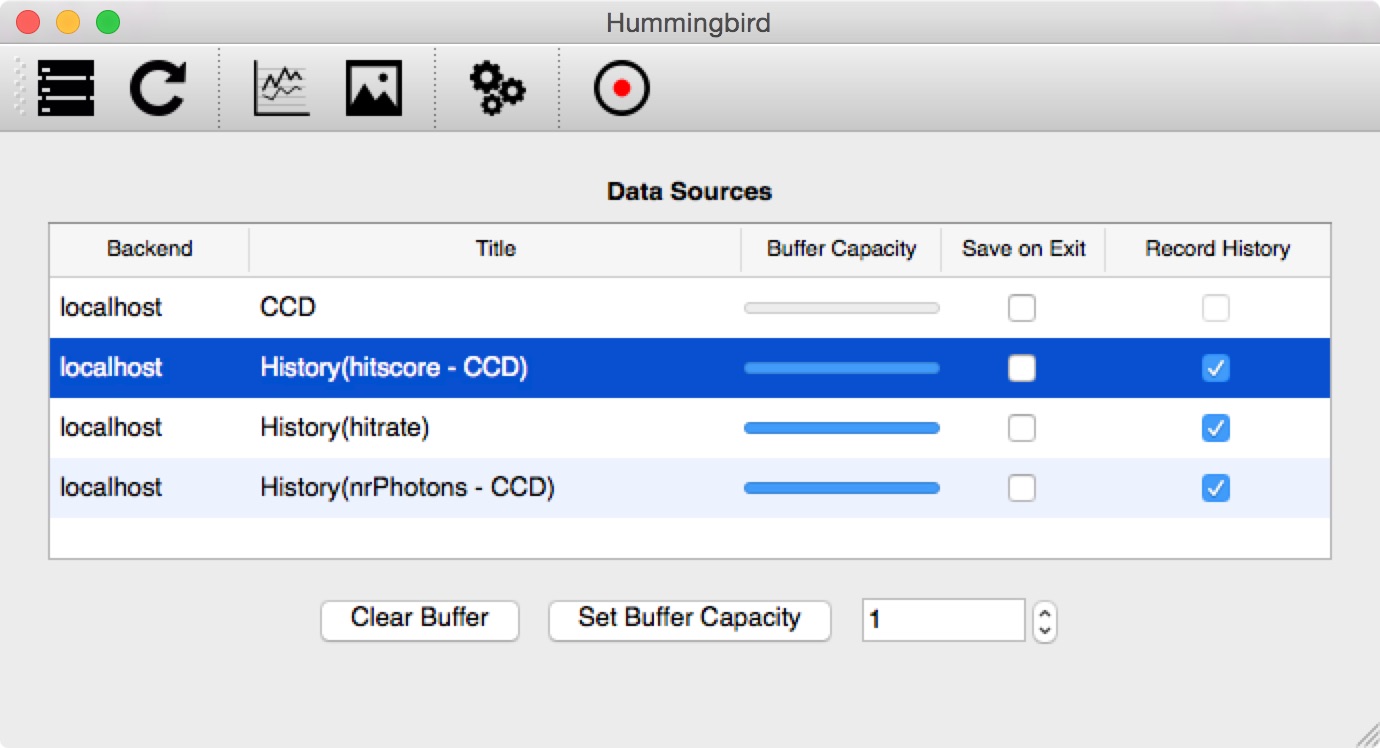 Hummingbird
Data Sources
Backend Title Buffer Capacity Save on Exit Record History
localhost CCD
localhost History(hitscore - CCD)
localhost History(hitrate)
localhost History(nrPhotons - CCD)
Clear Buffer Set Buffer Capacity 1